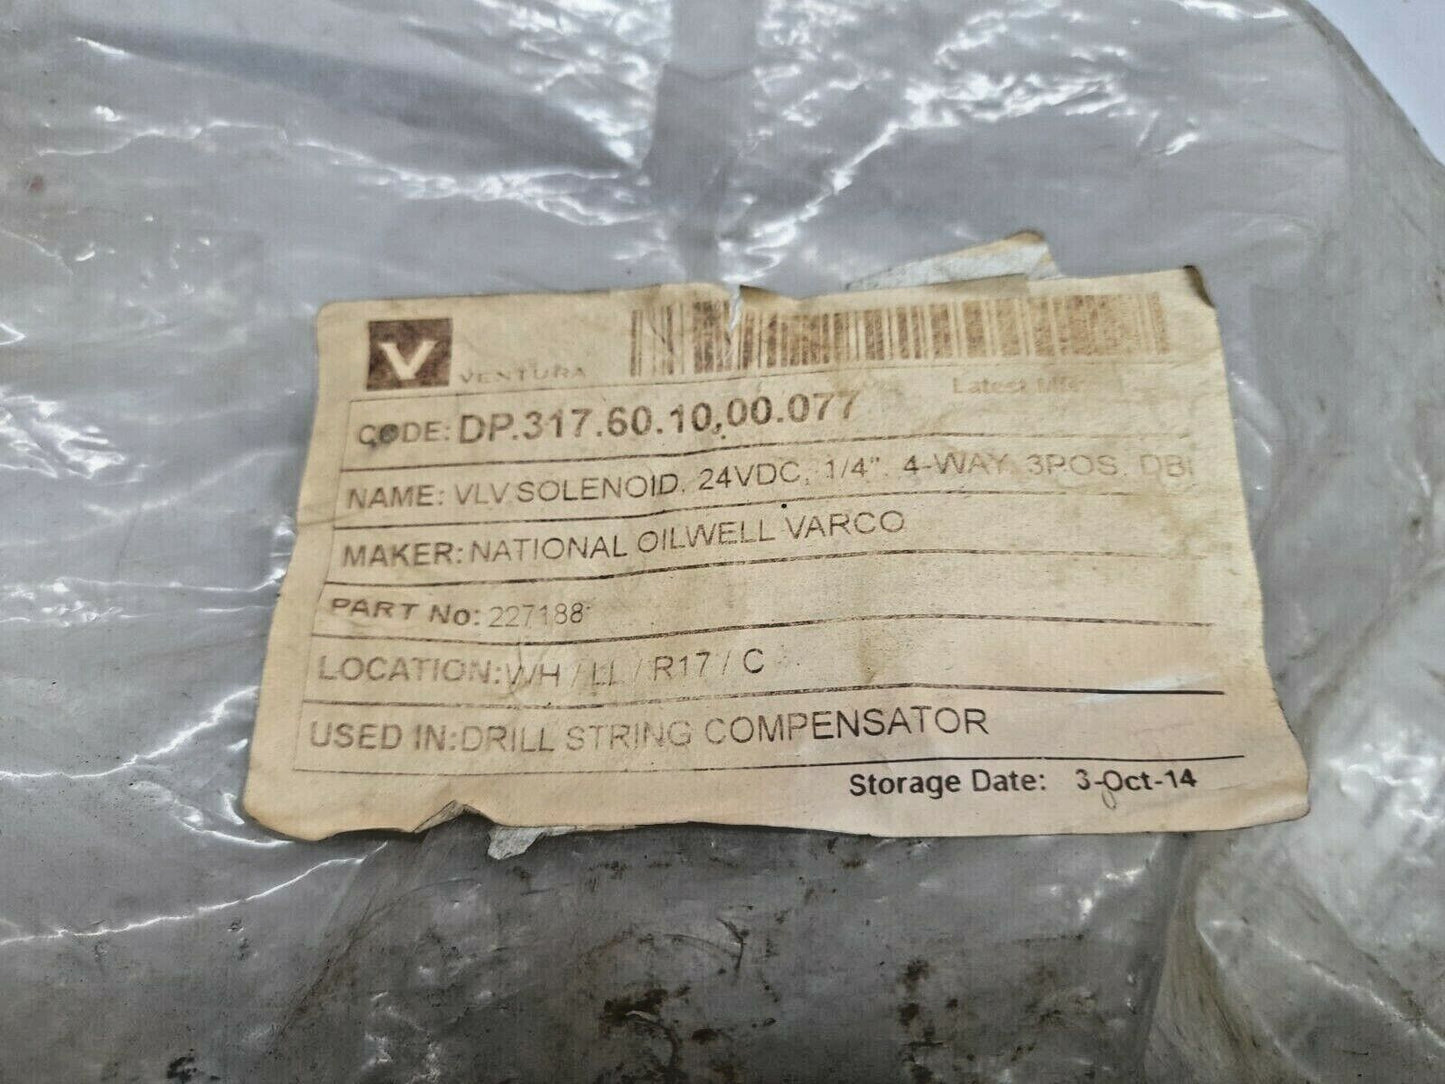 V
VENTURA
Latest
CODE: DP.317.60.10,00.077
NAME: VLV.SOLENOID, 24VDC, 1/4", 4-WAY, 3POS, DBl
MAKER: NATIONAL OILWELL VARCO
PART No: 227188
LOCATION: WH / LL / R17 / C
USED IN: DRILL STRING COMPENSATOR
Storage Date: 3-Oct-14